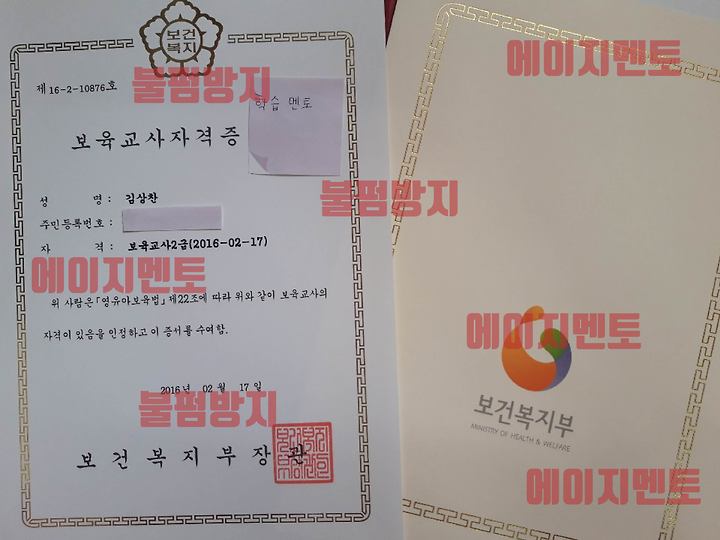 보건
복지
제 16-2-10876호
학습 멘토
보육교사자격증
성 명 : 김상찬
주민등록번호 :
자 격 : 보육교사2급(2016-02-17)
위 사람은「영유아보육법」제22조에 따라 위와 같이 보육교사의
자격이 있음을 인정하고 이 증서를 수여함.
2016년 02월 17일
보건복지부장관
불펌방지
에이지멘토
불펌방지
에이지멘토
에이지멘토
보건복지부
MINISTRY OF HEALTH & WELFARE
불펌방지
에이지멘토